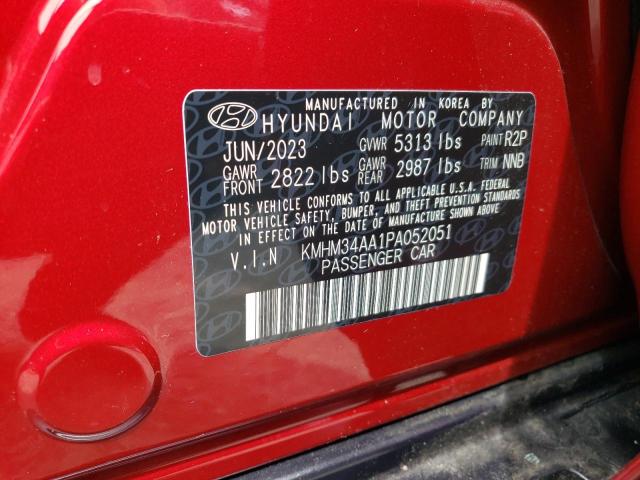 MANUFACTURED IN KOREA BY
HYUNDAI MOTOR COMPANY
JUN/2023 GVWR 5313 lbs PAINT R2P
GAWR FRONT 2822 lbs GAWR REAR 2987 lbs TRIM NNB
THIS VEHICLE CONFORMS TO ALL APPLICABLE U.S.A. FEDERAL
MOTOR VEHICLE SAFETY, BUMPER, AND THEFT PREVENTION
STANDARDS IN EFFECT ON THE DATE OF MANUFACTURE SHOWN ABOVE.
V.I.N KMHM34AA1PA052051
PASSENGER CAR